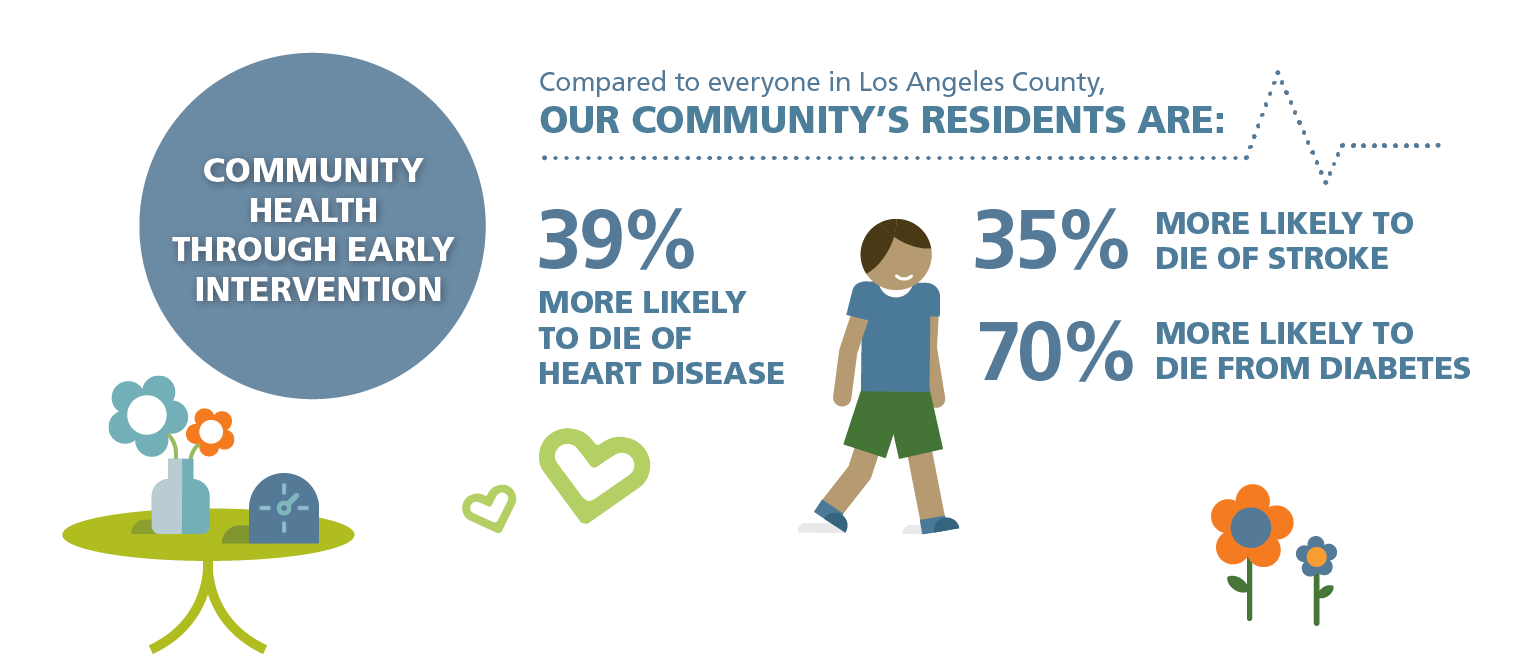 COMMUNITY
HEALTH
THROUGH EARLY
INTERVENTION
Compared to everyone in Los Angeles County,
OUR COMMUNITY’S RESIDENTS ARE:
39%
MORE LIKELY
TO DIE OF
HEART DISEASE
35%
MORE LIKELY TO
DIE OF STROKE
70%
MORE LIKELY TO
DIE FROM DIABETES